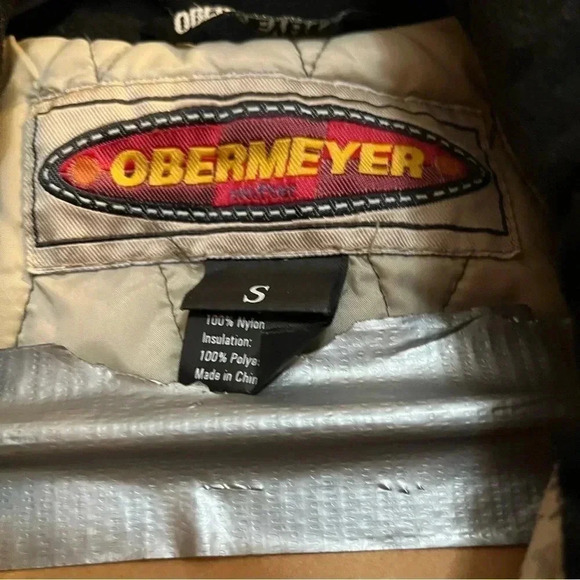 OBERMEYER
S
100% Nylon
Insulation:
100% Polye
Made in Chin